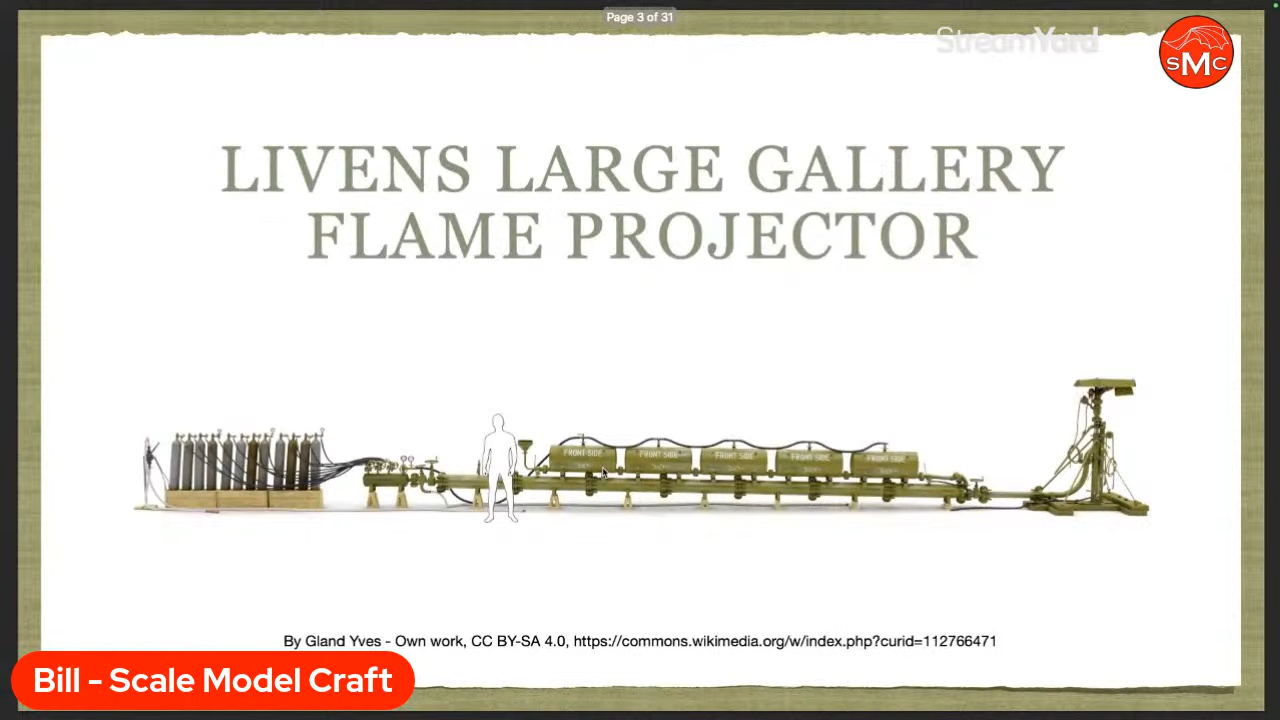 Page 3 of 31
StreamYard
SMC
LIVENS LARGE GALLERY
FLAME PROJECTOR
FRONT SIDE
FRONT SIDE
FRONT SIDE
FRONT SIDE
FRONT SIDE
By Gland Yves - Own work, CC BY-SA 4.0, https://commons.wikimedia.org/w/index.php?curid=112766471
Bill - Scale Model Craft